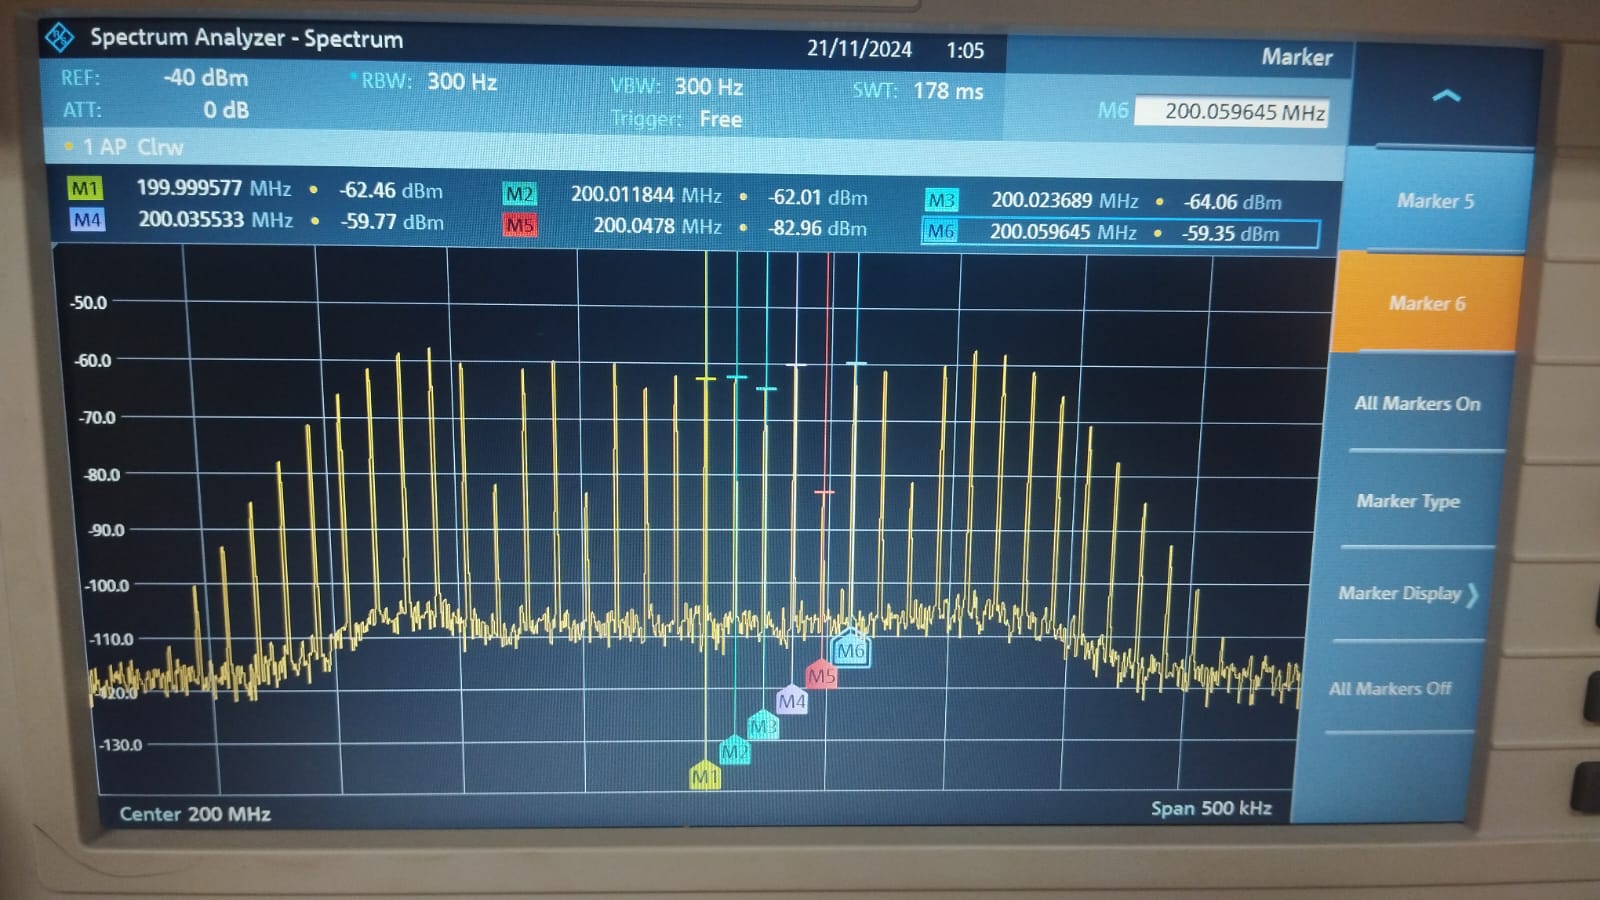 Spectrum Analyzer - Spectrum 21/11/2024 1:05 Marker
REF: -40 dBm RBW: 300 Hz VBW: 300 Hz SWT: 178 ms
ATT: 0 dB Trigger: Free M6 200.059645 MHz
1 AP Clrw
M1 199.999577 MHz -62.46 dBm M2 200.011844 MHz -62.01 dBm M3 200.023689 MHz -64.06 dBm
M4 200.035533 MHz -59.77 dBm M5 200.0478 MHz -82.96 dBm M6 200.059645 MHz -59.35 dBm
-50.0
-60.0
-70.0
-80.0
-90.0
-100.0
-110.0
-120.0
-130.0
M6
M5
M4
M3
M2
M1
Center 200 MHz Span 500 kHz
Marker 5
Marker 6
All Markers On
Marker Type
Marker Display
All Markers Off